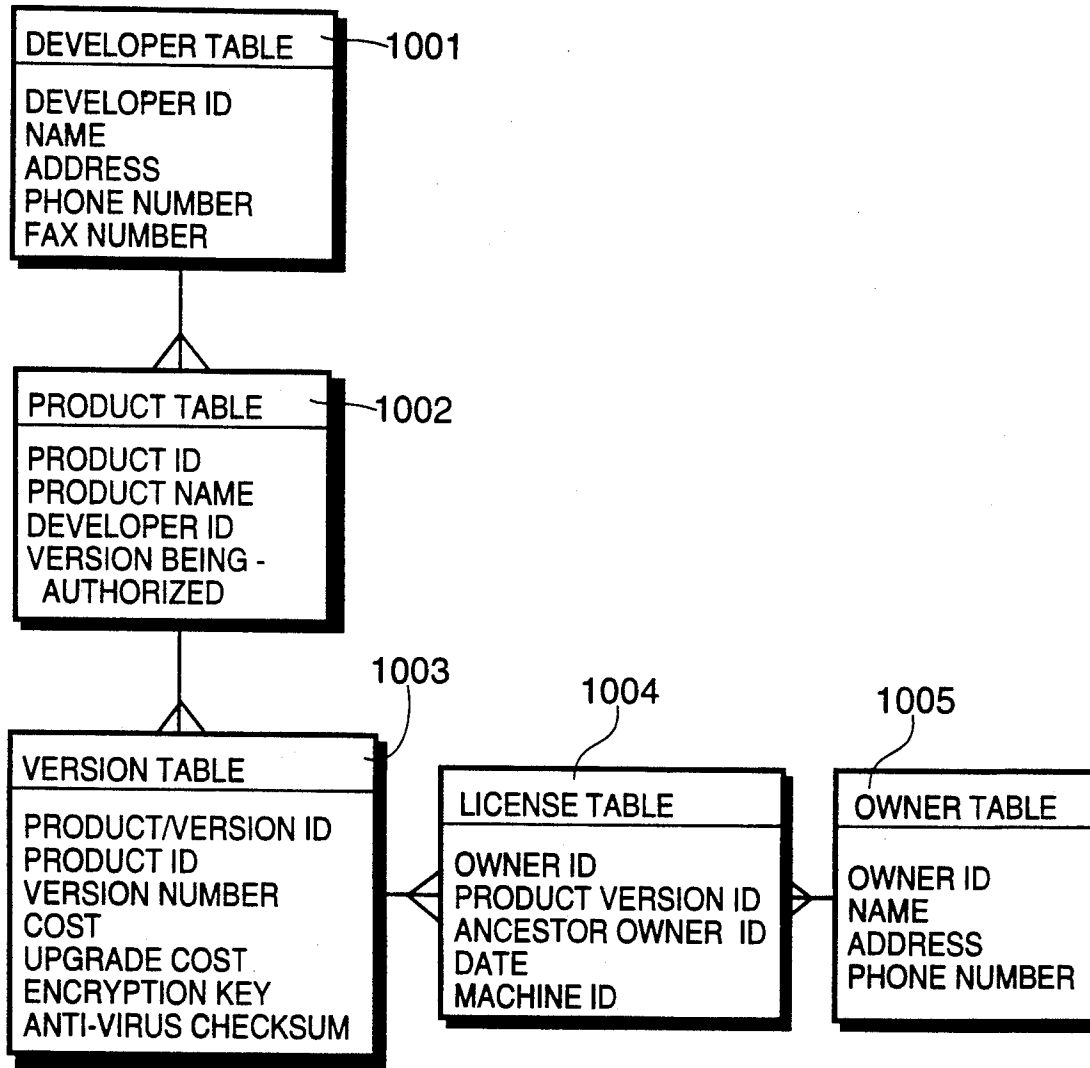 DEVELOPER TABLE
1001
DEVELOPER ID
NAME
ADDRESS
PHONE NUMBER
FAX NUMBER
PRODUCT TABLE
1002
PRODUCT ID
PRODUCT NAME
DEVELOPER ID
VERSION BEING -
AUTHORIZED
1003
VERSION TABLE
PRODUCT/VERSION ID
PRODUCT ID
VERSION NUMBER
COST
UPGRADE COST
ENCRYPTION KEY
ANTI-VIRUS CHECKSUM
1004
LICENSE TABLE
OWNER ID
PRODUCT VERSION ID
ANCESTOR OWNER ID
DATE
MACHINE ID
1005
OWNER TABLE
OWNER ID
NAME
ADDRESS
PHONE NUMBER